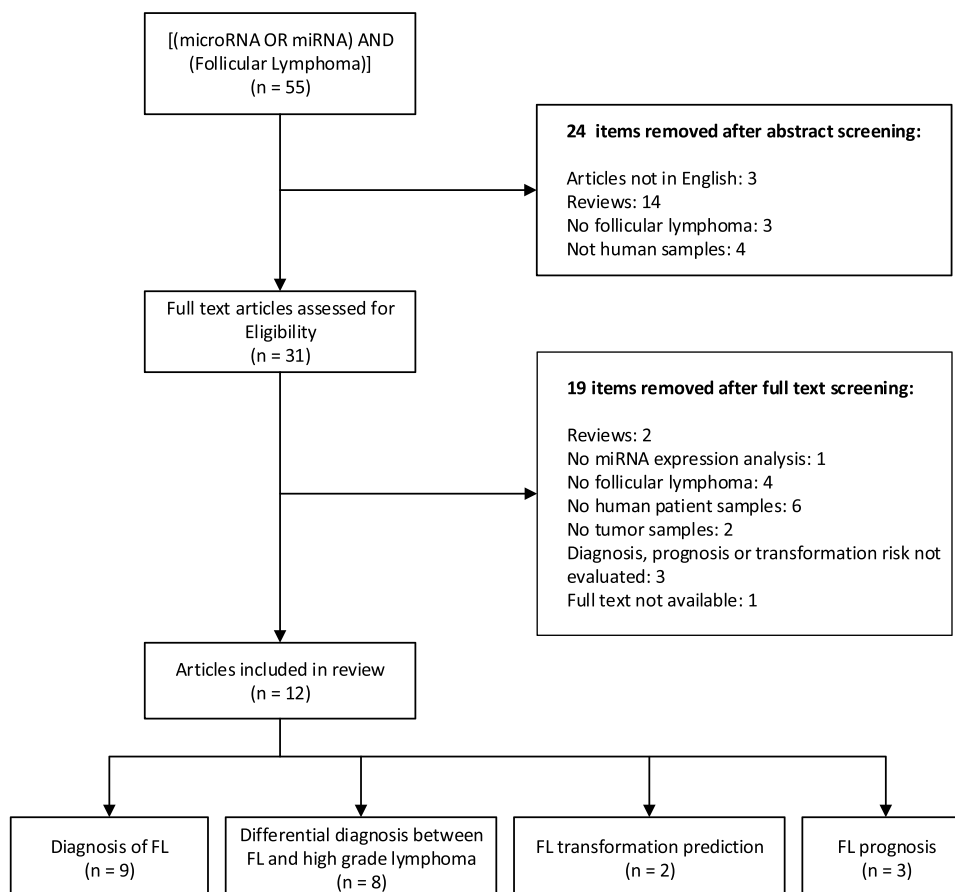 [(microRNA OR miRNA) AND
(Follicular Lymphoma)]
(n = 55)
24 items removed after abstract screening:
Articles not in English: 3
Reviews: 14
No follicular lymphoma: 3
Not human samples: 4
Full text articles assessed for
Eligibility
(n = 31)
19 items removed after full text screening:
Reviews: 2
No miRNA expression analysis: 1
No follicular lymphoma: 4
No human patient samples: 6
No tumor samples: 2
Diagnosis, prognosis or transformation risk not
evaluated: 3
Full text not available: 1
Articles included in review
(n = 12)
Diagnosis of FL
(n = 9)
Differential diagnosis between
FL and high grade lymphoma
(n = 8)
FL transformation prediction
(n = 2)
FL prognosis
(n = 3)